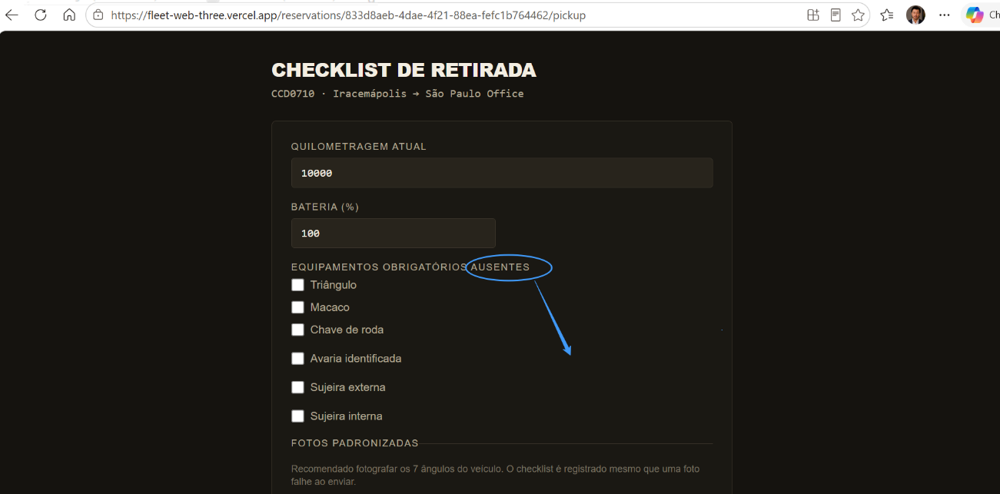 https://fleet-web-three.vercel.app/reservations/833d8aeb-4dae-4f21-88ea-fefc1b764462/pickup
Ch
CHECKLIST DE RETIRADA
CCD0710 · Iracemápolis → São Paulo Office
QUILOMETRAGEM ATUAL
10000
BATERIA (%)
100
EQUIPAMENTOS OBRIGATÓRIOS AUSENTES
Triângulo
Macaco
Chave de roda
Avaria identificada
Sujeira externa
Sujeira interna
FOTOS PADRONIZADAS
Recomendado fotografar os 7 ângulos do veículo. O checklist é registrado mesmo que uma foto
falhe ao enviar.